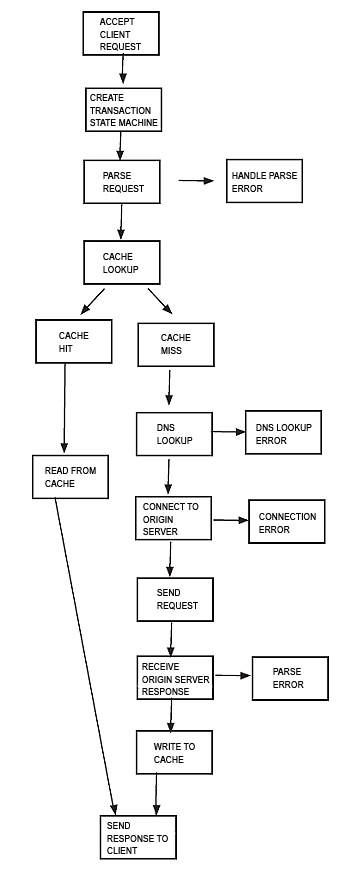 ACCEPT
CLIENT
REQUEST
CREATE
TRANSACTION
STATE MACHINE
PARSE
REQUEST
HANDLE PARSE
ERROR
CACHE
LOOKUP
CACHE
HIT
CACHE
MISS
DNS
LOOKUP
DNS LOOKUP
ERROR
READ FROM
CACHE
CONNECT TO
ORIGIN
SERVER
CONNECTION
ERROR
SEND
REQUEST
RECEIVE
ORIGIN SERVER
RESPONSE
PARSE
ERROR
WRITE TO
CACHE
SEND
RESPONSE TO
CLIENT